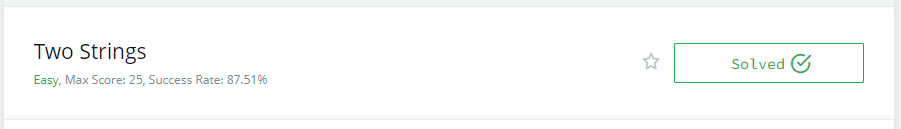 Two Strings
Solved
Easy, Max Score: 25, Success Rate: 87.51%